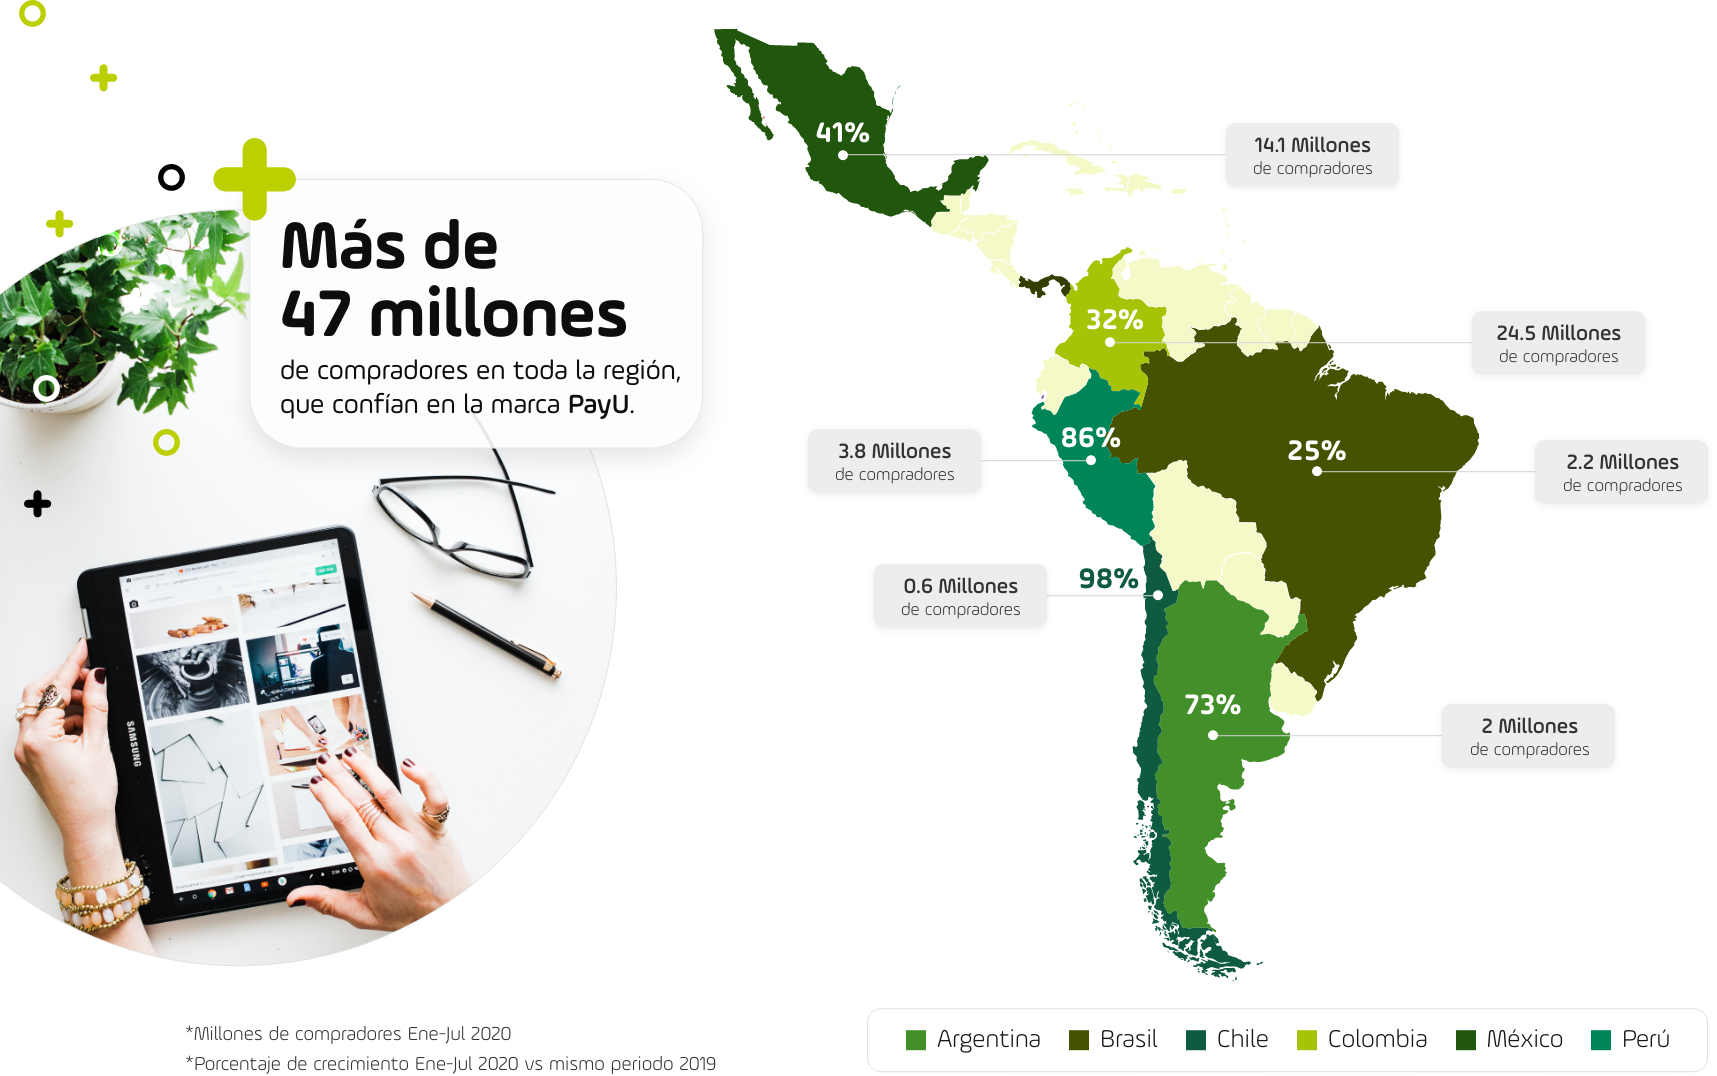 Más de
47 millones
de compradores en toda la región,
que confían en la marca PayU.
SAMSUNG
41%
14.1 Millones
de compradores
32%
24.5 Millones
de compradores
3.8 Millones
de compradores
86%
25%
2.2 Millones
de compradores
0.6 Millones
de compradores
98%
73%
2 Millones
de compradores
*Millones de compradores Ene-Jul 2020
*Porcentaje de crecimiento Ene-Jul 2020 vs mismo periodo 2019
Argentina Brasil Chile Colombia México Perú